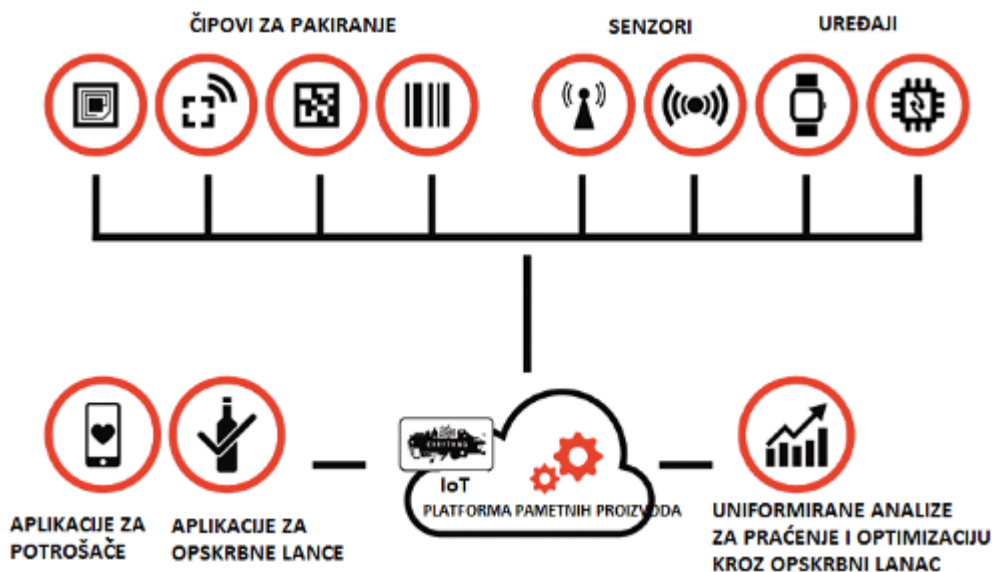 ČIPOVI ZA PAKIRANJE
SENZORI
UREĐAJI
IoT
PLATFORMA PAMETNIH PROIZVODA
APLIKACIJE ZA
POTROŠAČE
APLIKACIJE ZA
OPSKRBNE LANCE
UNIFORMIRANE ANALIZE
ZA PRAĆENJE I OPTIMIZACIJU
KROZ OPSKRBNI LANAC